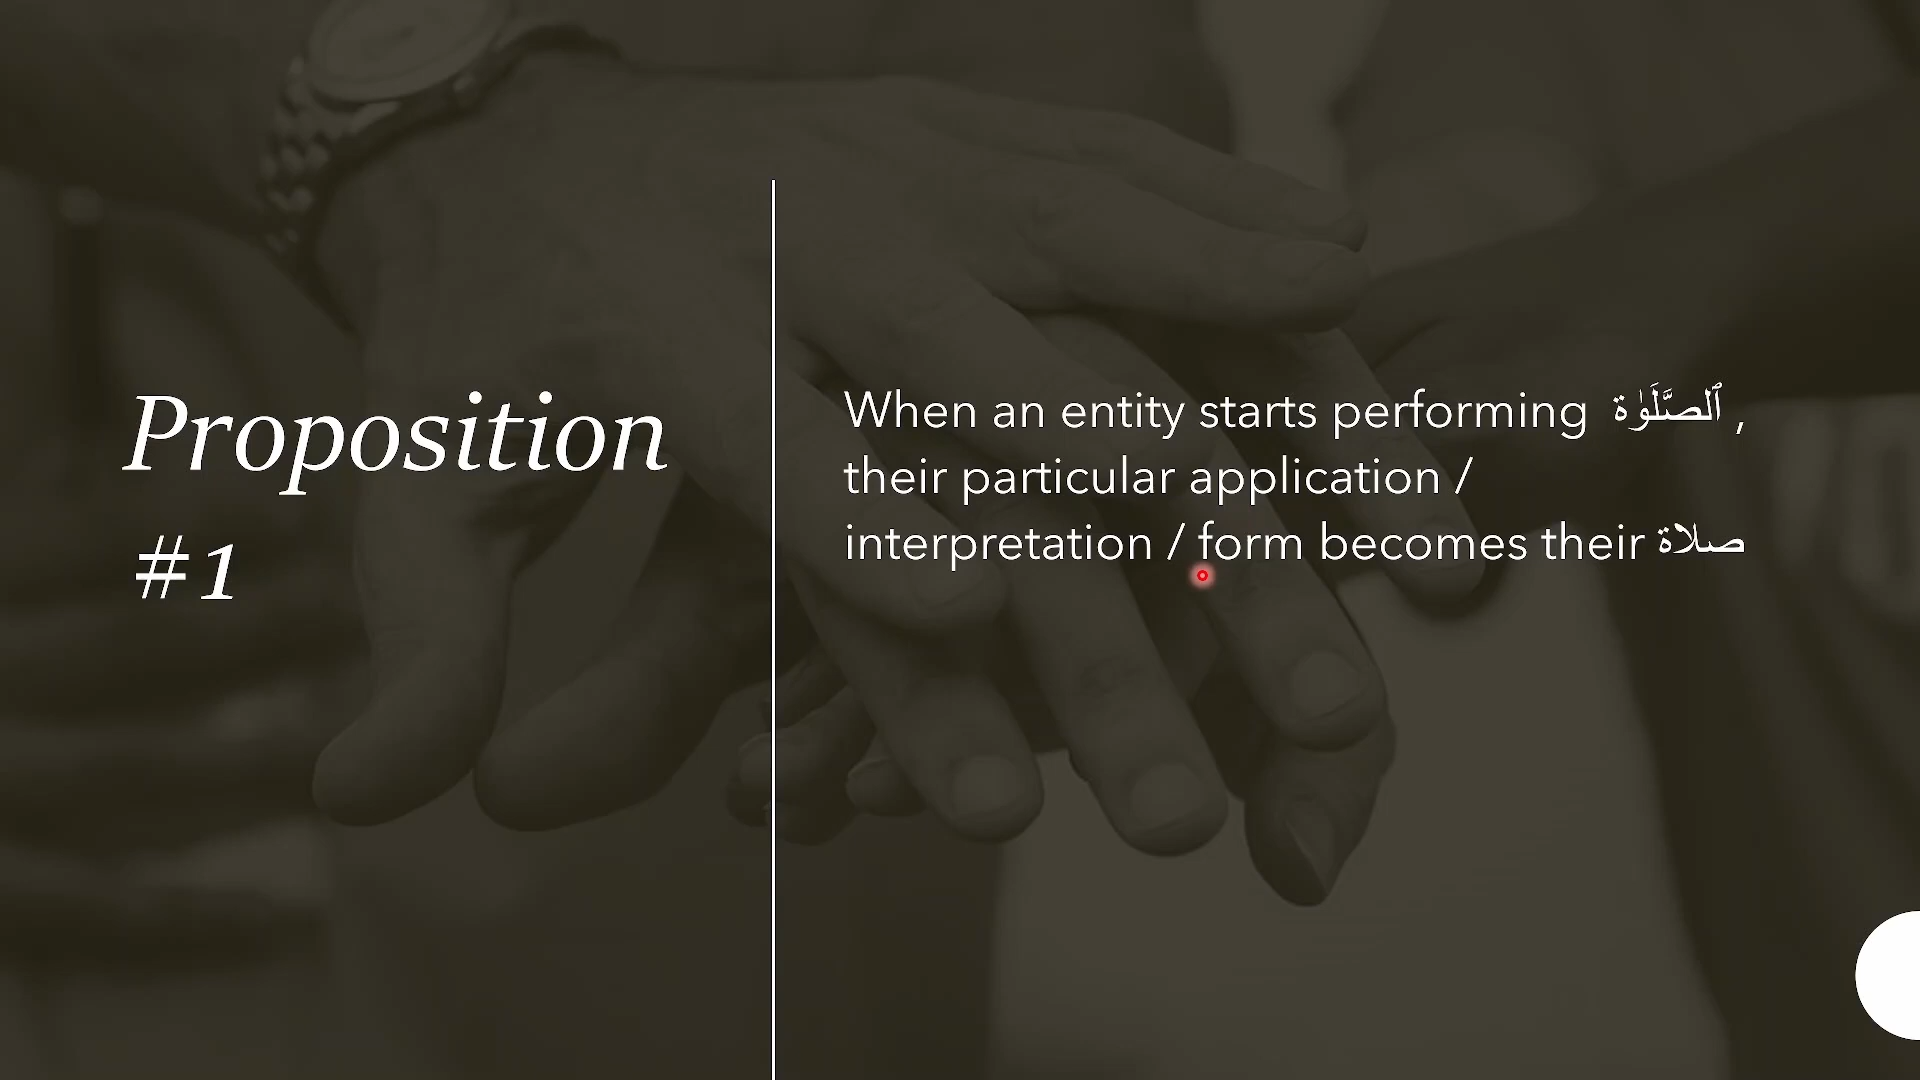 Proposition
#1
When an entity starts performing ٱلصَّلَوٰة ,
their particular application /
interpretation / form becomes their صلاة